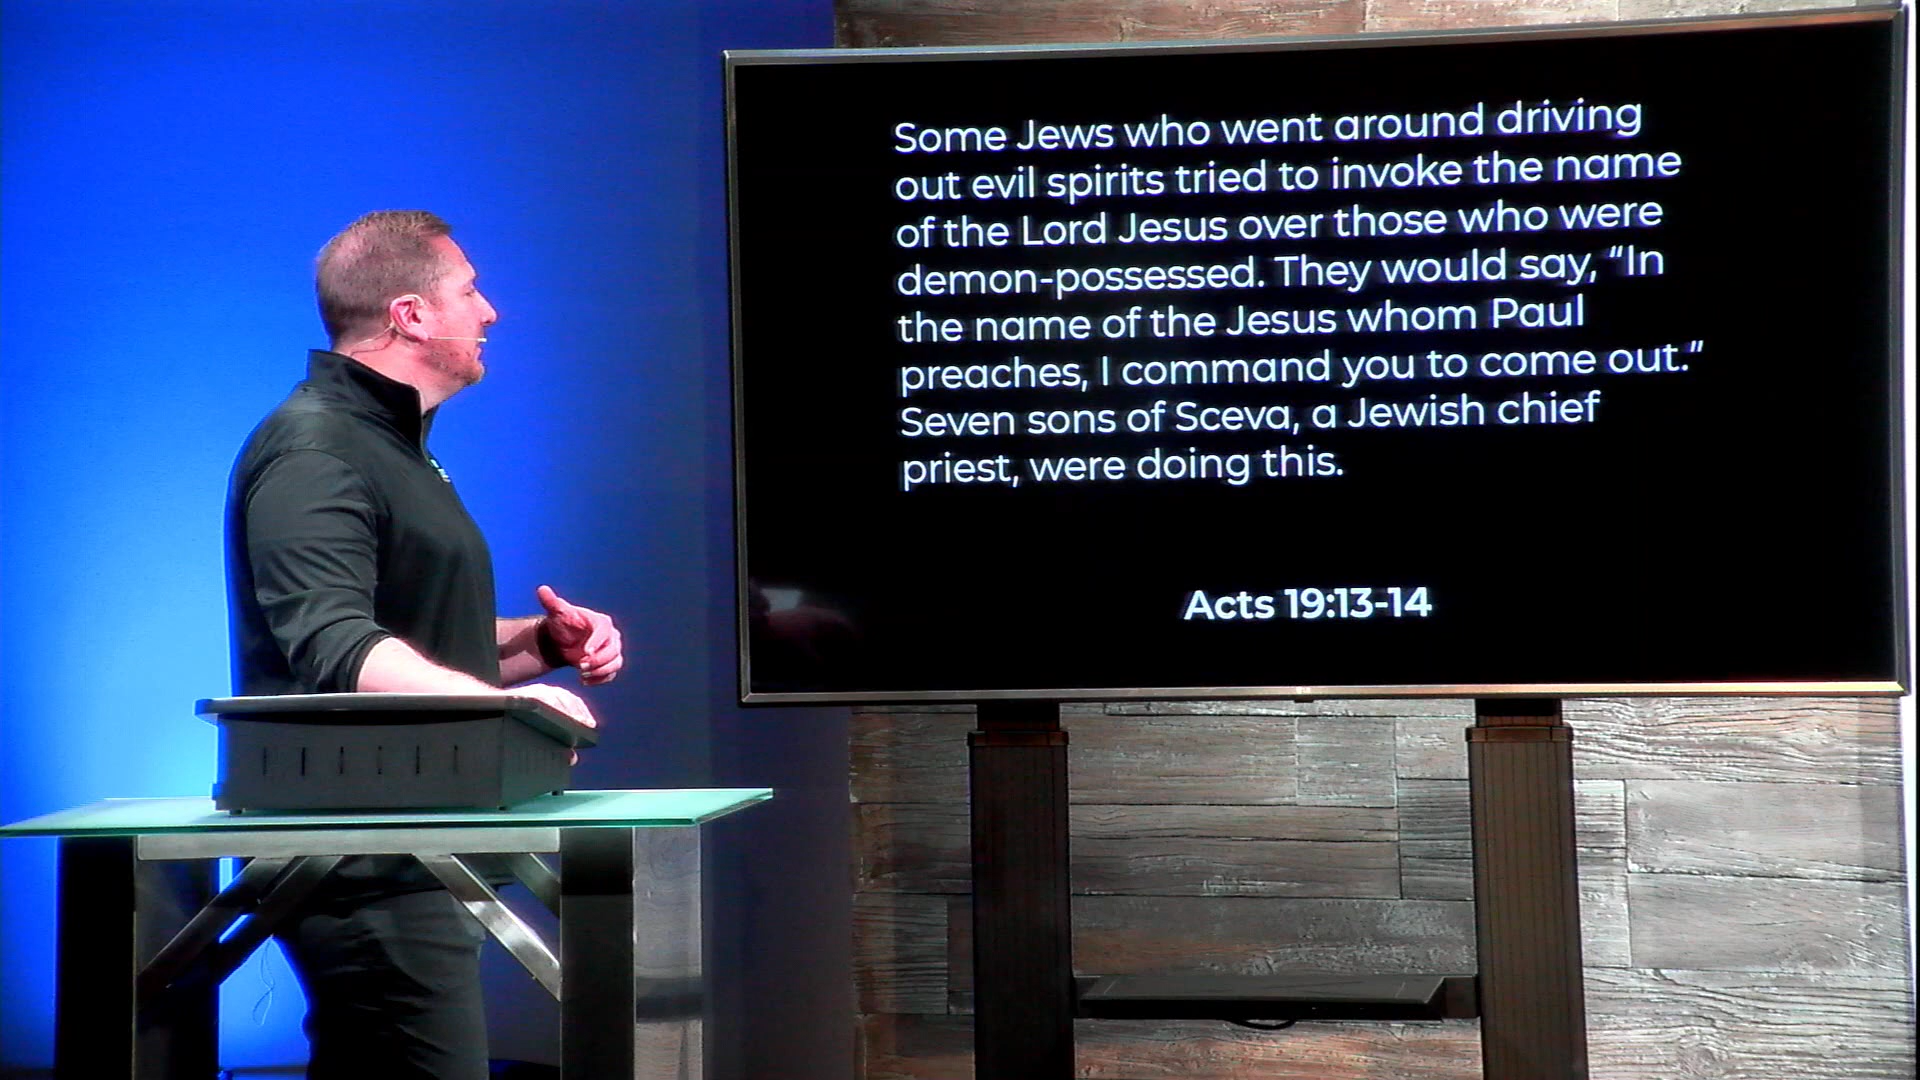 Some Jews who went around driving
out evil spirits tried to invoke the name
of the Lord Jesus over those who were
demon-possessed. They would say, “In
the name of the Jesus whom Paul
preaches, I command you to come out.”
Seven sons of Sceva, a Jewish chief
priest, were doing this.
Acts 19:13-14